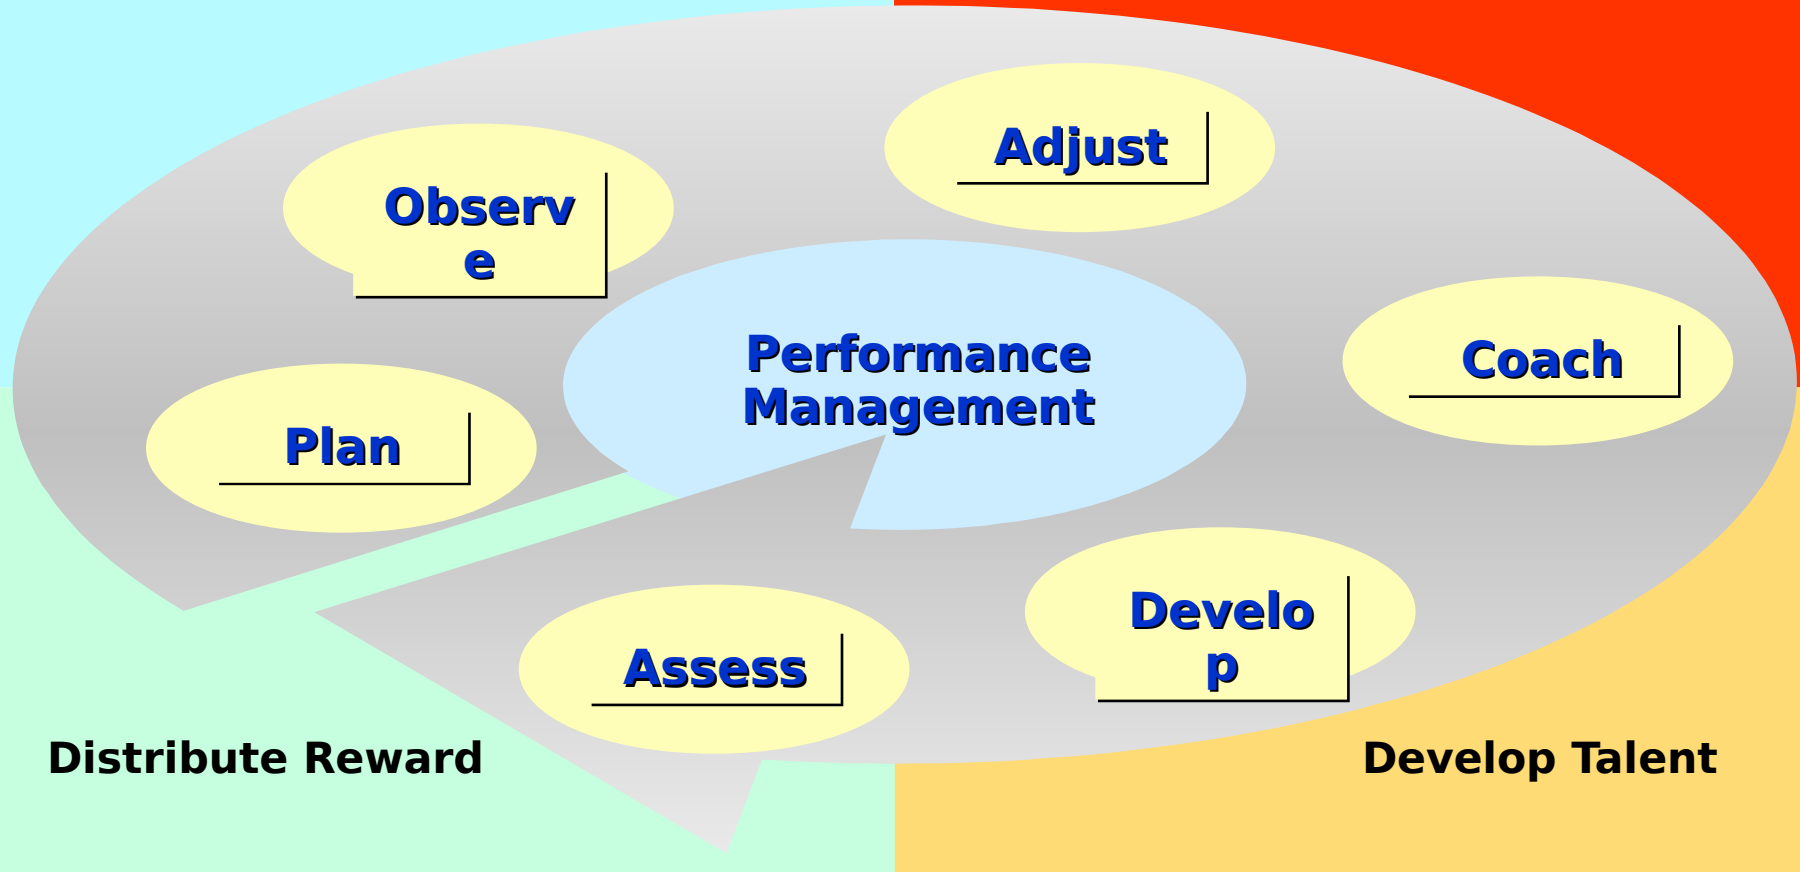 Adjust
Observ
e
Performance
Management
Coach
Plan
Develo
p
Assess
Distribute Reward
Develop Talent